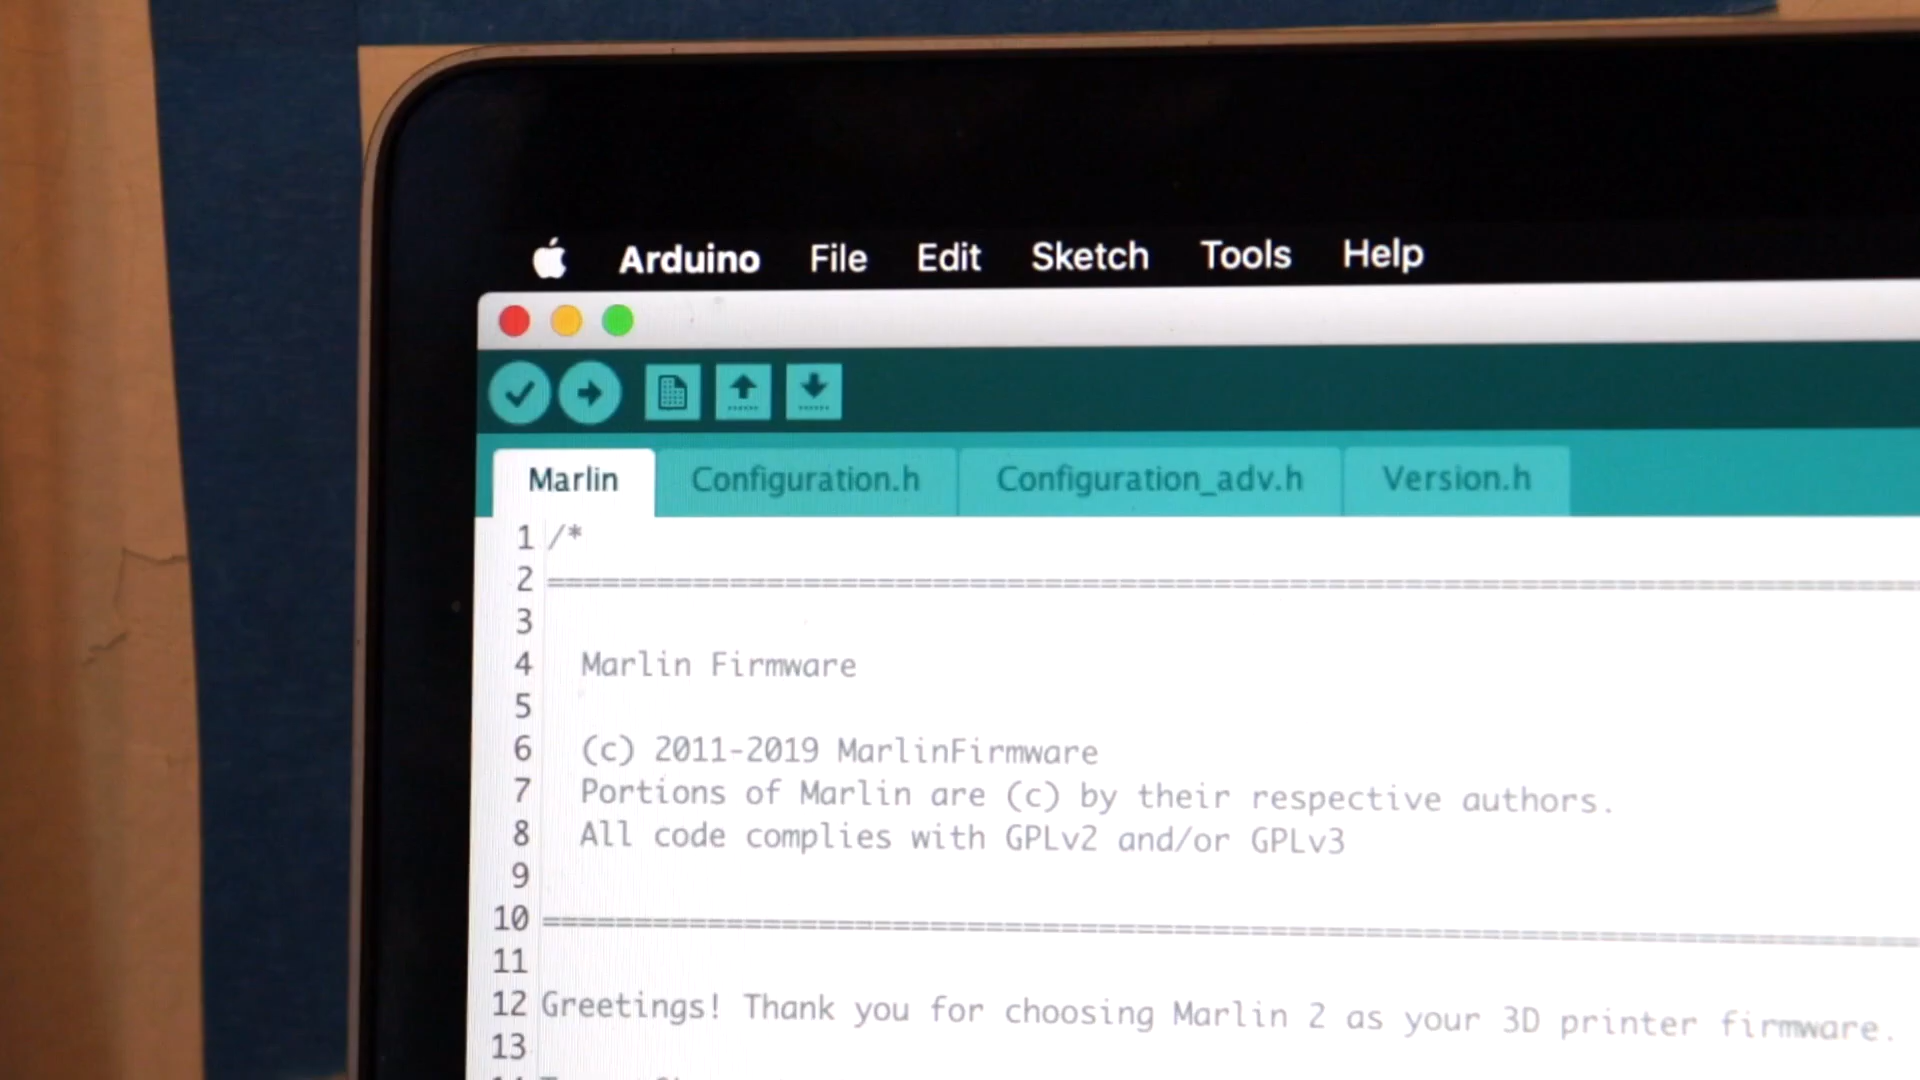 Arduino File Edit Sketch Tools Help
Marlin Configuration.h Configuration_adv.h Version.h
1 /*
2 ================================================================================
3
4 Marlin Firmware
5
6 (c) 2011-2019 MarlinFirmware
7 Portions of Marlin are (c) by their respective authors.
8 All code complies with GPLv2 and/or GPLv3
9
10 ================================================================================
11
12 Greetings! Thank you for choosing Marlin 2 as your 3D printer firmware.
13